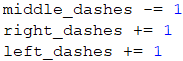 middle_dashes -= 1
right_dashes += 1
left_dashes += 1